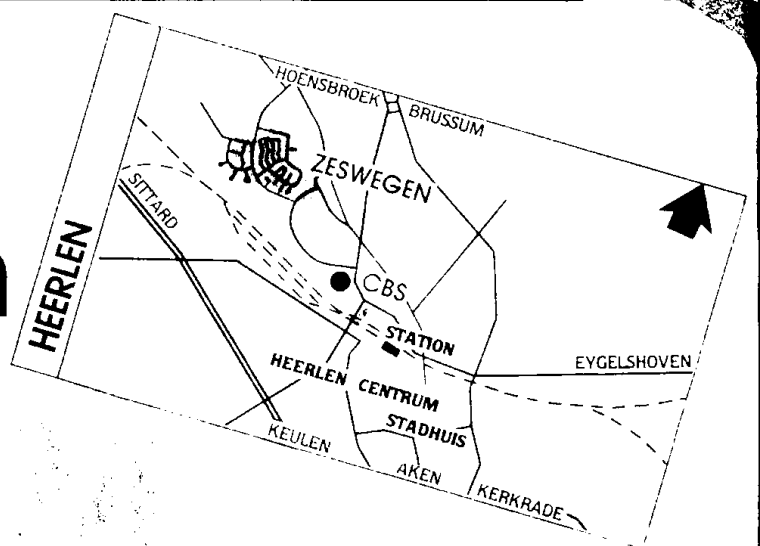 HEERLEN
HOENSBROEK
BRUSSUM
ZESWEGEN
SITTARD
CBS
STATION
EYGELSHOVEN
HEERLEN CENTRUM
STADHUIS
KEULEN
AKEN
KERKRADE